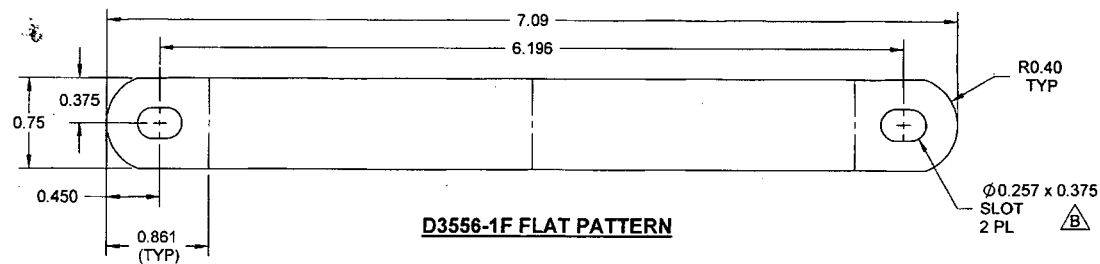 7.09
6.196
R0.40
TYP
0.375
0.75
0.450
Ø0.257 x 0.375
SLOT
2 PL
B
D3556-1F FLAT PATTERN
0.861
(TYP)